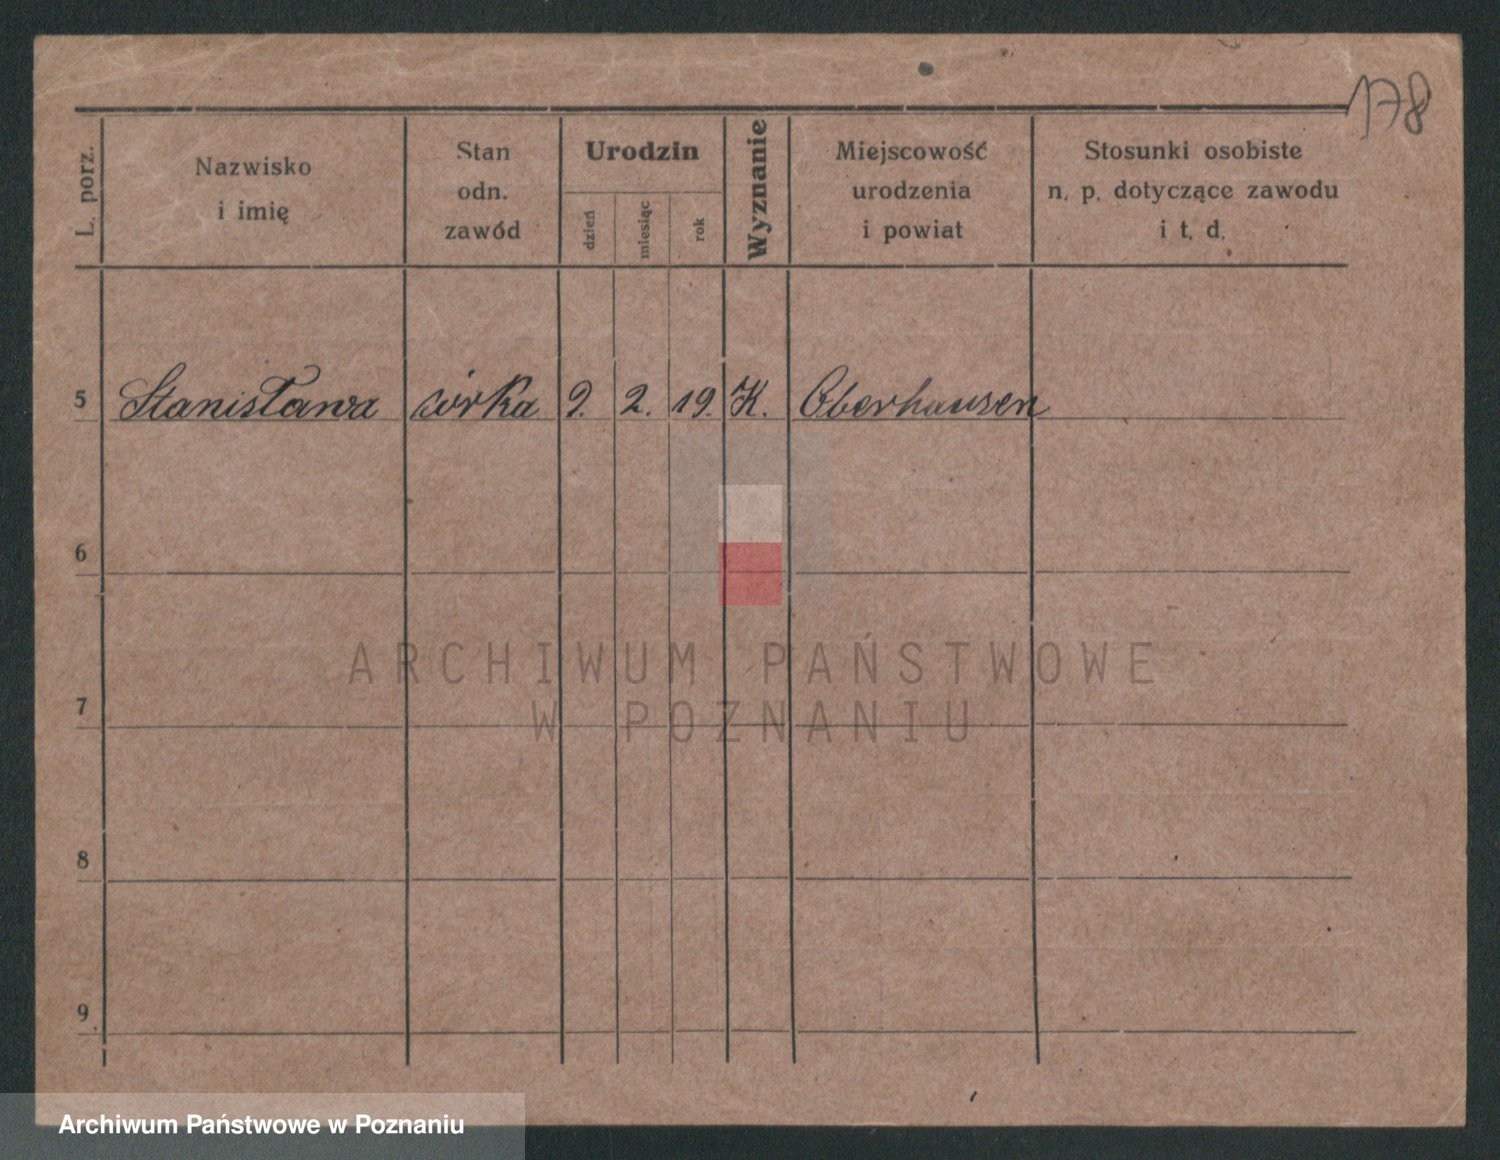 178
L. porz.
Nazwisko
i imię
Stan
odn.
zawód
Urodzin
dzień
miesiąc
rok
Wyznanie
Miejscowość
urodzenia
i powiat
Stosunki osobiste
n. p. dotyczące zawodu
i t. d.
5 Stanisława córka 9. 2. 19. K. Oberhausen
6
7
8
9
ARCHIWUM PAŃSTWOWE
W POZNANIU
Archiwum Państwowe w Poznaniu